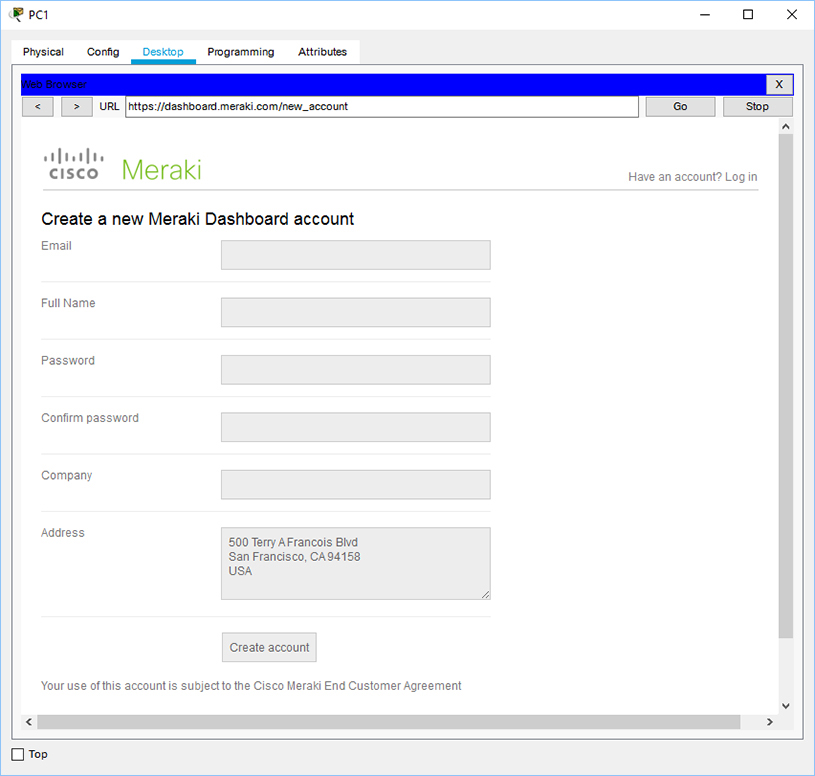 PC1
Physical Config Desktop Programming Attributes
Web Browser X
< > URL https://dashboard.meraki.com/new_account Go Stop
CISCO Meraki
Have an account? Log in
Create a new Meraki Dashboard account
Email
Full Name
Password
Confirm password
Company
Address
500 Terry A Francois Blvd
San Francisco, CA 94158
USA
Create account
Your use of this account is subject to the Cisco Meraki End Customer Agreement
Top